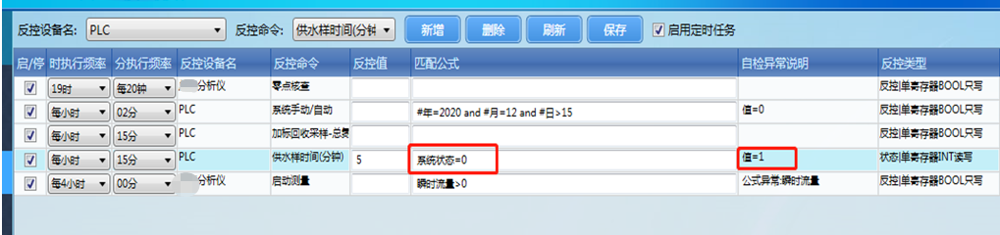 反控设备名: PLC 反控命令: 供水样时间(分钟 新增 删除 刷新 保存 启用定时任务
启/停 时执行频率 分执行频率 反控设备名 反控命令 反控值 匹配公式 自检异常说明 反控类型
19时 每20钟 分析仪 零点核查 反控|单寄存器BOOL只写
每小时 02分 PLC 系统手动/自动 #年=2020 and #月=12 and #日>15 值=0 反控|单寄存器BOOL只写
每小时 15分 PLC 加标回收采样-总复 反控|单寄存器BOOL只写
每小时 15分 PLC 供水样时间(分钟) 5 系统状态=0 值=1 状态|单寄存器INT读写
每4小时 00分 分析仪 启动测量 瞬时流量>0 公式异常:瞬时流量 反控|单寄存器BOOL只写